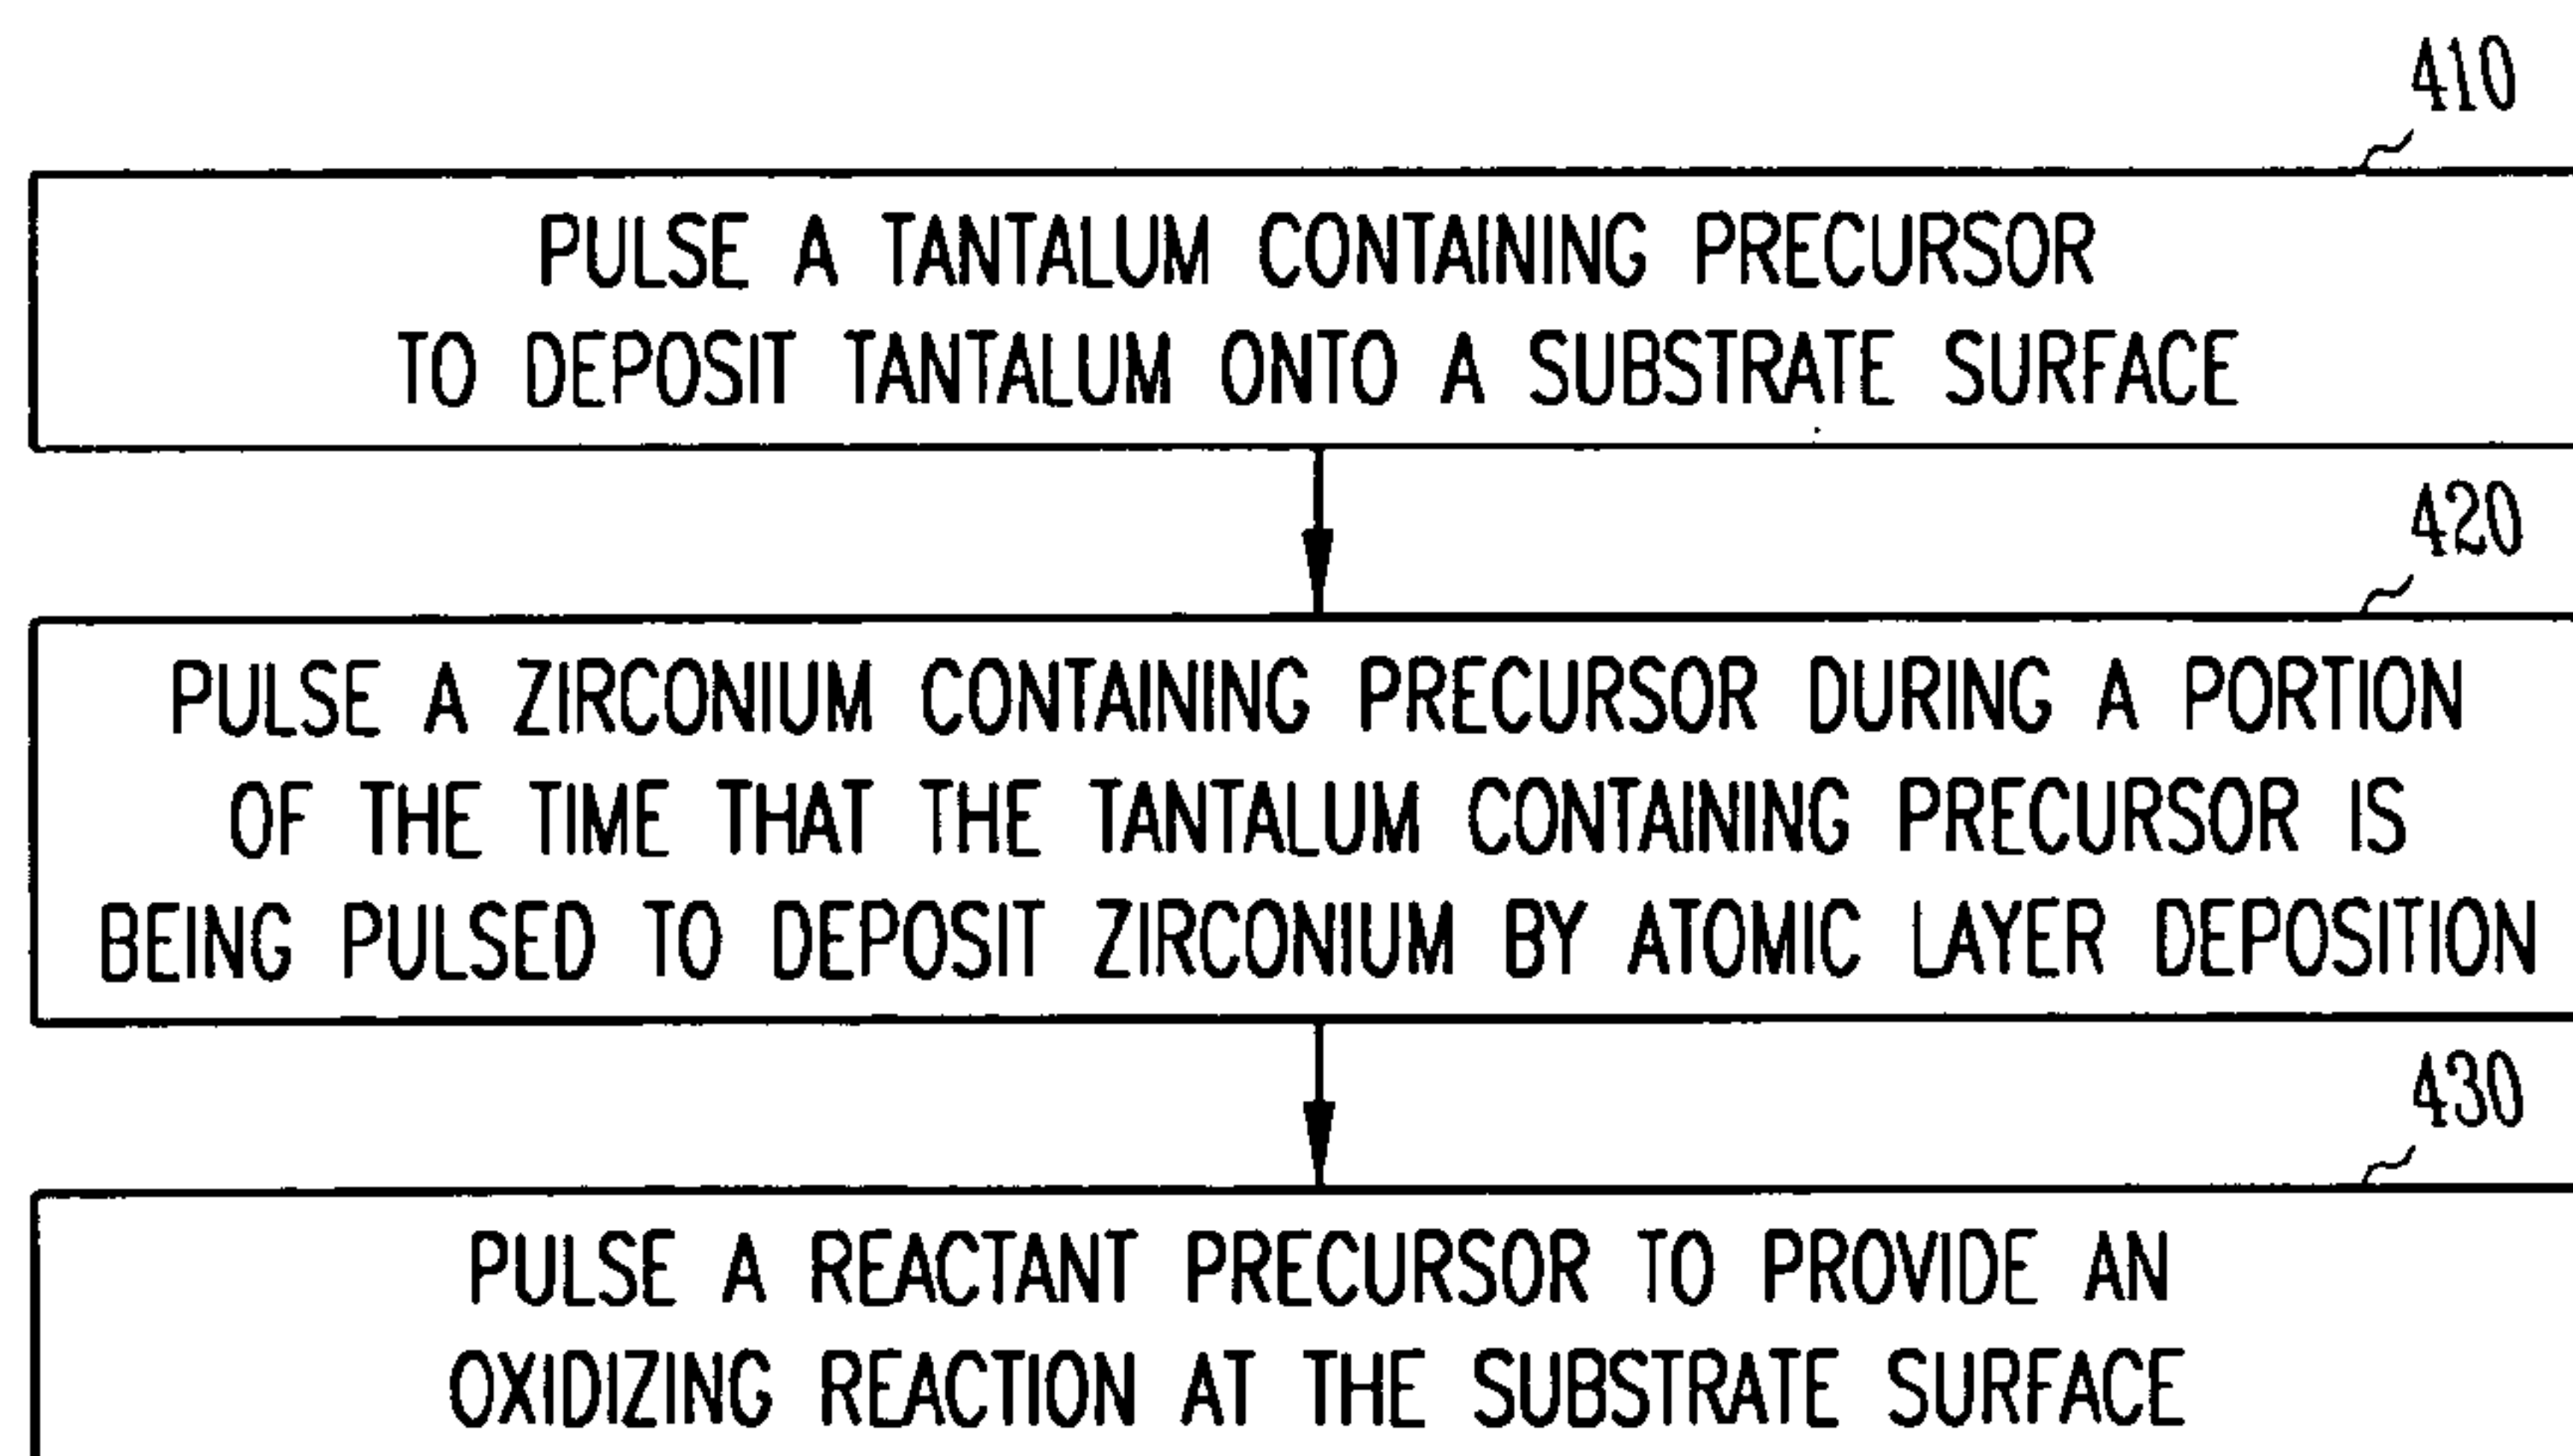 410
PULSE A TANTALUM CONTAINING PRECURSOR
TO DEPOSIT TANTALUM ONTO A SUBSTRATE SURFACE
420
PULSE A ZIRCONIUM CONTAINING PRECURSOR DURING A PORTION
OF THE TIME THAT THE TANTALUM CONTAINING PRECURSOR IS
BEING PULSED TO DEPOSIT ZIRCONIUM BY ATOMIC LAYER DEPOSITION
430
PULSE A REACTANT PRECURSOR TO PROVIDE AN
OXIDIZING REACTION AT THE SUBSTRATE SURFACE